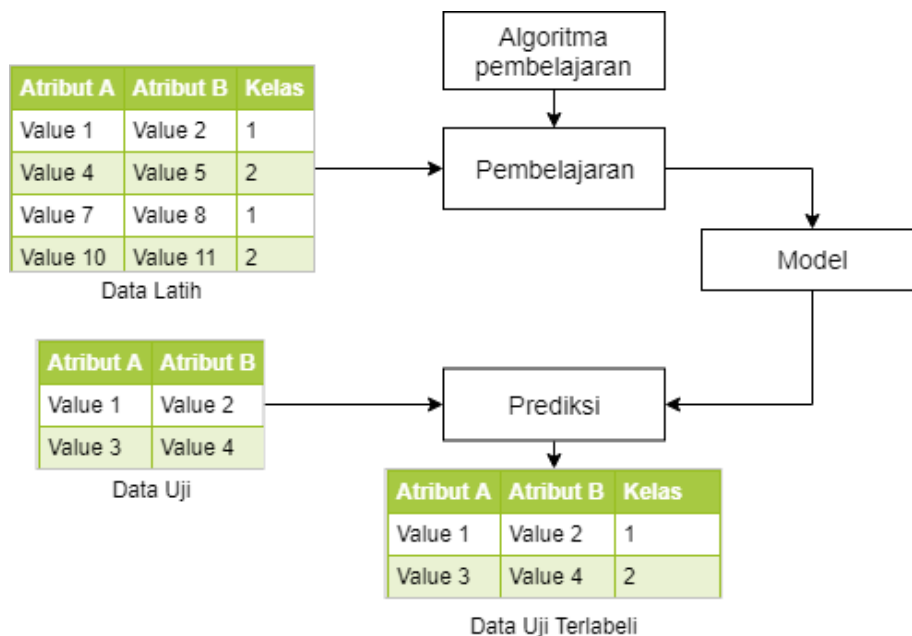 Algoritma
pembelajaran
Atribut A Atribut B Kelas
Value 1 Value 2 1
Value 4 Value 5 2
Value 7 Value 8 1
Value 10 Value 11 2
Data Latih
Pembelajaran
Model
Atribut A Atribut B
Value 1 Value 2
Value 3 Value 4
Data Uji
Prediksi
Atribut A Atribut B Kelas
Value 1 Value 2 1
Value 3 Value 4 2
Data Uji Terlabeli